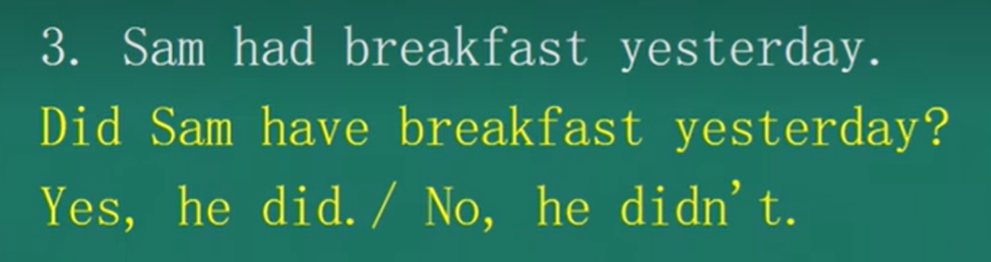 3. Sam had breakfast yesterday.
Did Sam have breakfast yesterday?
Yes, he did./ No, he didn't.